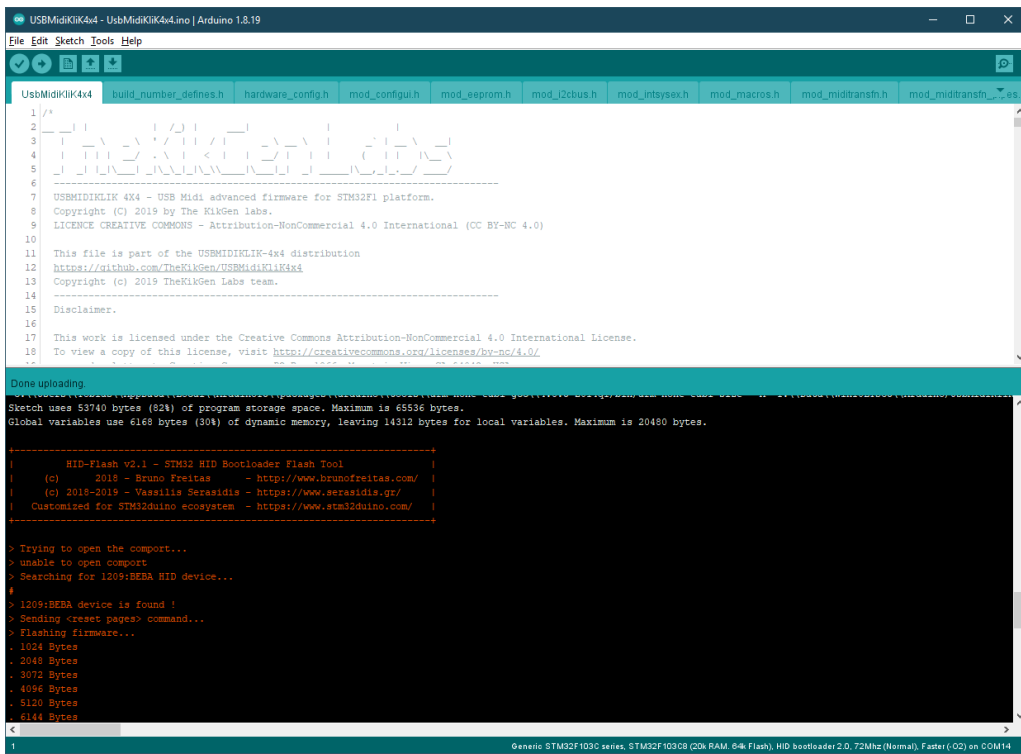 USBMidiKliK4x4 - UsbMidiKliK4x4.ino | Arduino 1.8.19
File Edit Sketch Tools Help
UsbMidiKliK4x4 build_number_defines.h hardware_config.h mod_configui.h mod_eeprom.h mod_i2cbus.h mod_intsysex.h mod_macros.h mod_miditransfn.h
1 /*
2
3
4
5
6 --------------------------------------------------------------------------
7 USBMIDIKLIK 4X4 - USB Midi advanced firmware for STM32F1 platform.
8 Copyright (C) 2019 by The KikGen labs.
9 LICENCE CREATIVE COMMONS - Attribution-NonCommercial 4.0 International (CC BY-NC 4.0)
10
11 This file is part of the USBMIDIKLIK-4x4 distribution
12 https://github.com/TheKikGen/USBMidiKliK4x4
13 Copyright (c) 2019 TheKikGen Labs team.
14 --------------------------------------------------------------------------
15 Disclaimer.
16
17 This work is licensed under the Creative Commons Attribution-NonCommercial 4.0 International License.
18 To view a copy of this license, visit http://creativecommons.org/licenses/by-nc/4.0/
Done uploading.
Sketch uses 53740 bytes (82%) of program storage space. Maximum is 65536 bytes.
Global variables use 6168 bytes (30%) of dynamic memory, leaving 14312 bytes for local variables. Maximum is 20480 bytes.
+-----------------------------------------------------------------------+
| HID-Flash v2.1 - STM32 HID Bootloader Flash Tool |
| (c) 2018 - Bruno Freitas - http://www.brunofreitas.com/ |
| (c) 2018-2019 - Vassilis Serasidis - https://www.serasidis.gr/ |
| Customized for STM32duino ecosystem - https://www.stm32duino.com/ |
+-----------------------------------------------------------------------+
> Trying to open the comport...
> unable to open comport
> Searching for 1209:BEBA HID device...
#
> 1209:BEBA device is found !
> Sending <reset pages> command...
> Flashing firmware...
. 1024 Bytes
. 2048 Bytes
. 3072 Bytes
. 4096 Bytes
. 5120 Bytes
. 6144 Bytes
1 Generic STM32F103C series, STM32F103C8 (20k RAM. 64k Flash), HID bootloader 2.0, 72Mhz (Normal), Faster (-O2) on COM14